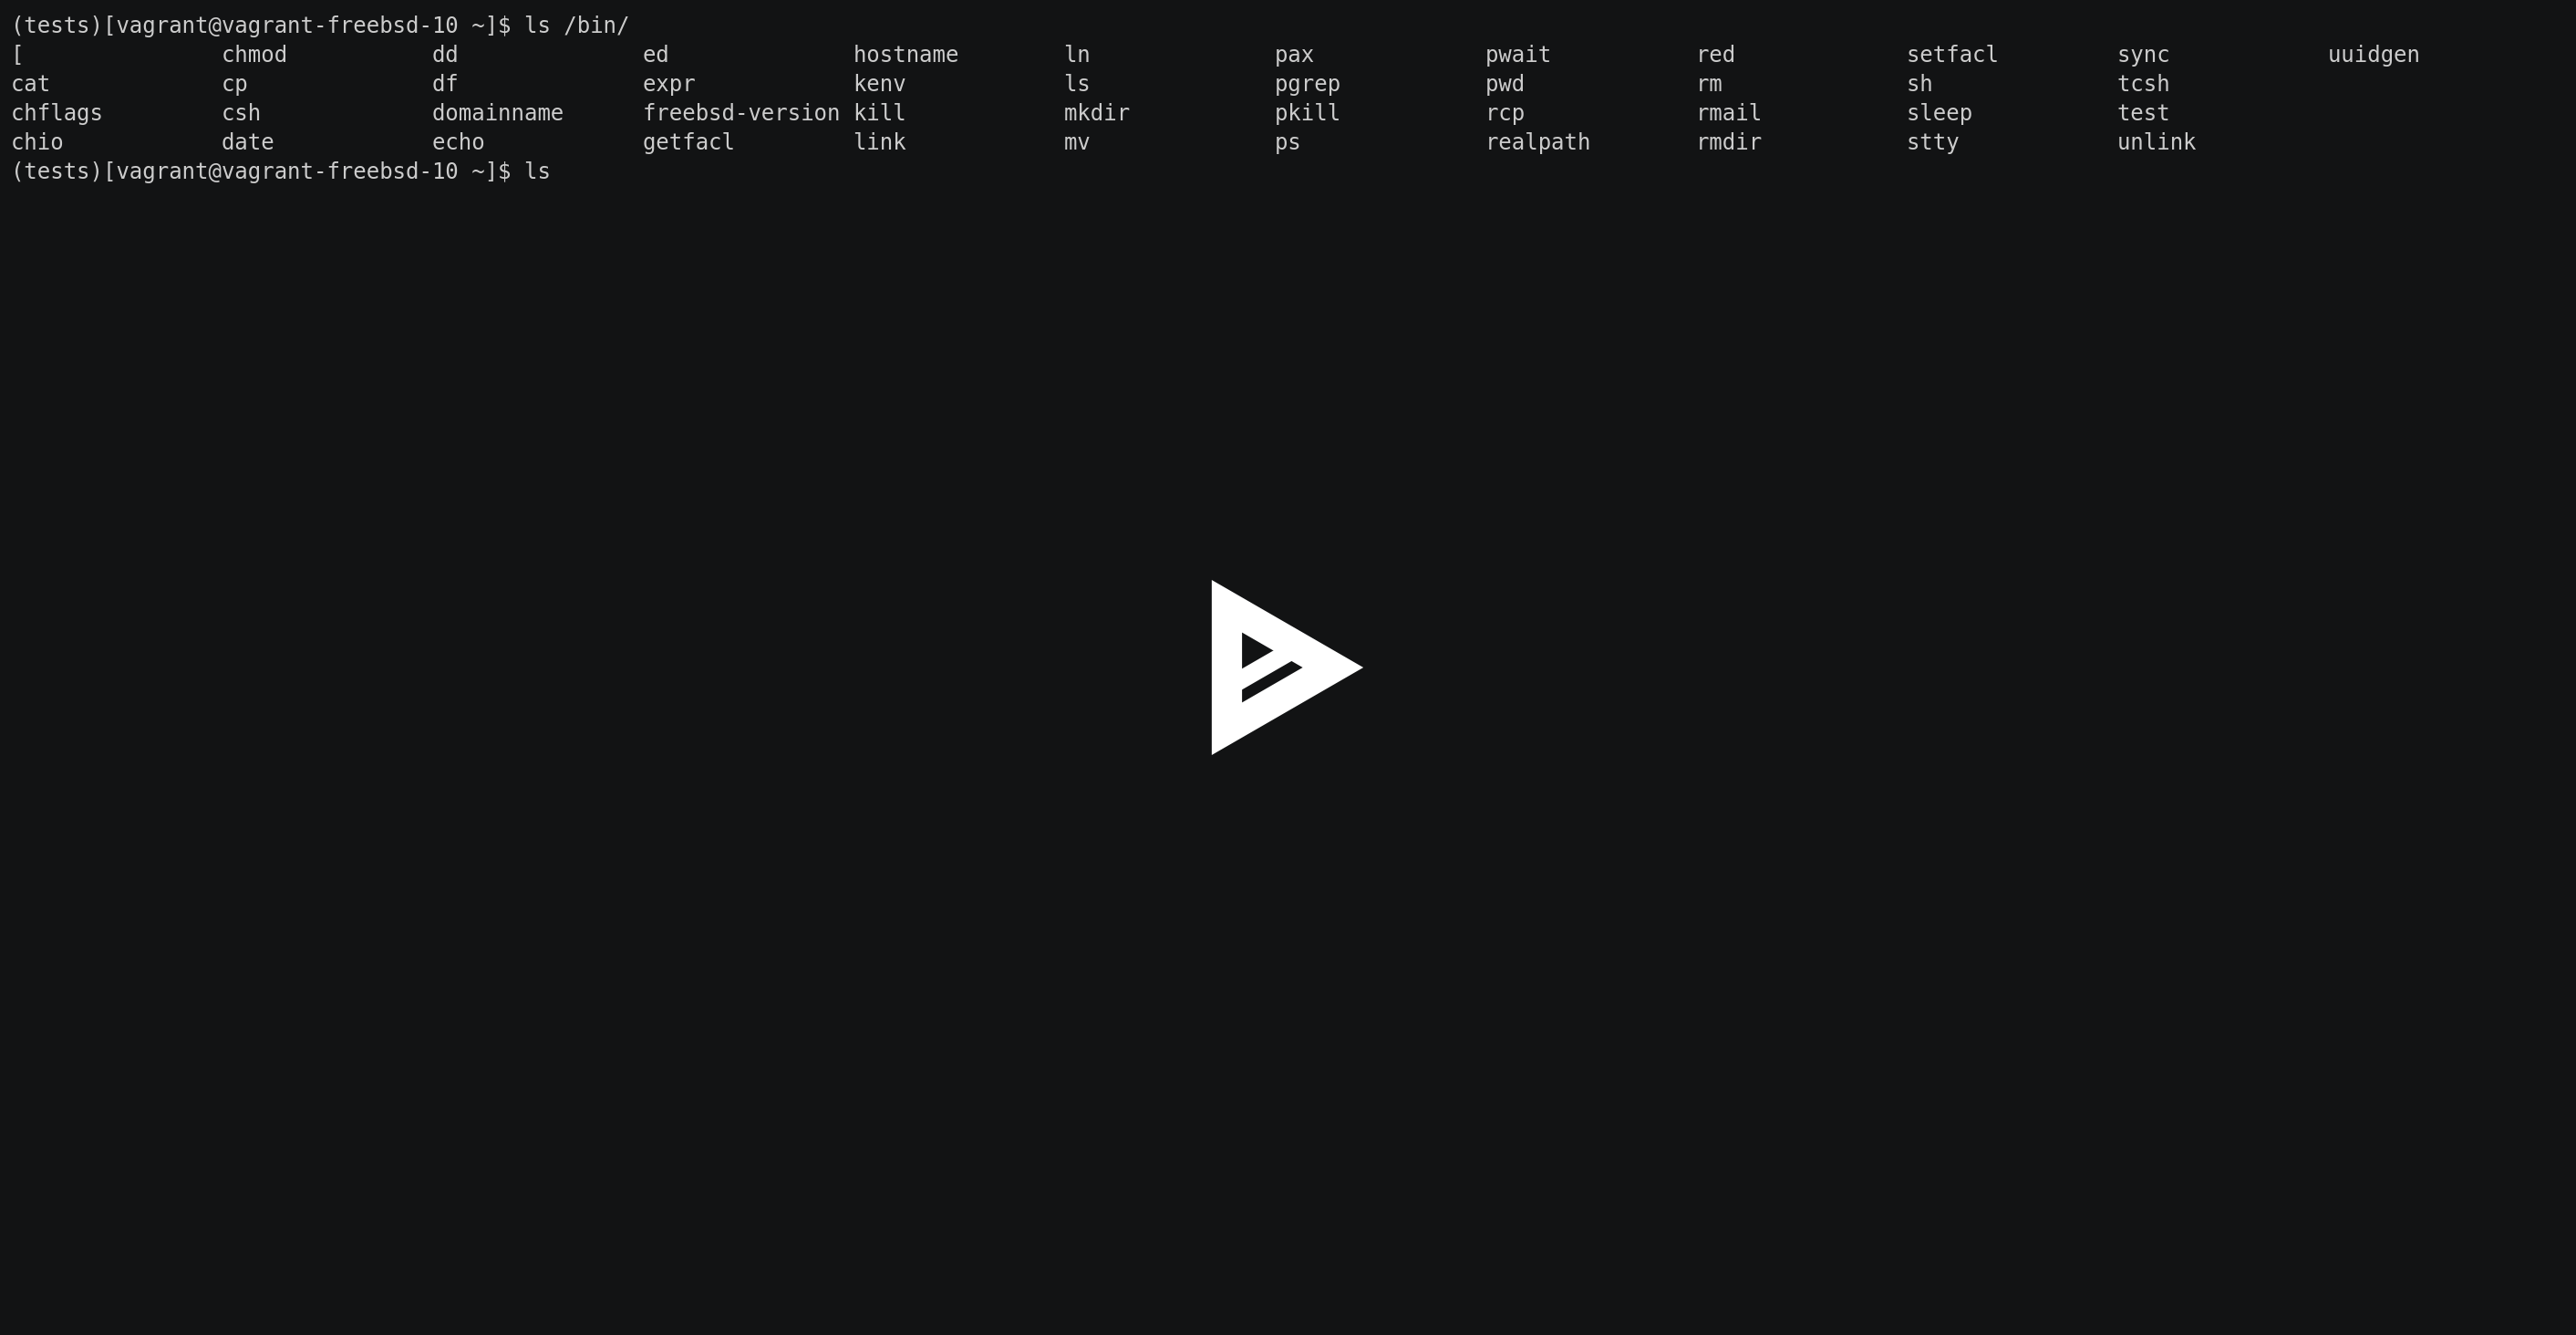 (tests)[vagrant@vagrant-freebsd-10 ~]$ ls /bin/
[               chmod           dd              ed              hostname        ln              pax             pwait           red             setfacl         sync            uuidgen
cat             cp              df              expr            kenv            ls              pgrep           pwd             rm              sh              tcsh
chflags         csh             domainname      freebsd-version kill            mkdir           pkill           rcp             rmail           sleep           test
chio            date            echo            getfacl         link            mv              ps              realpath        rmdir           stty            unlink
(tests)[vagrant@vagrant-freebsd-10 ~]$ ls